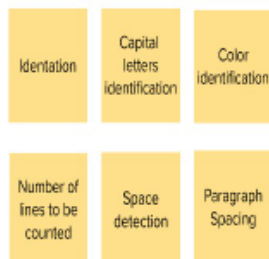 Identation
Capital
letters
identification
Color
identification
Number of
lines to be
counted
Space
detection
Paragraph
Spacing